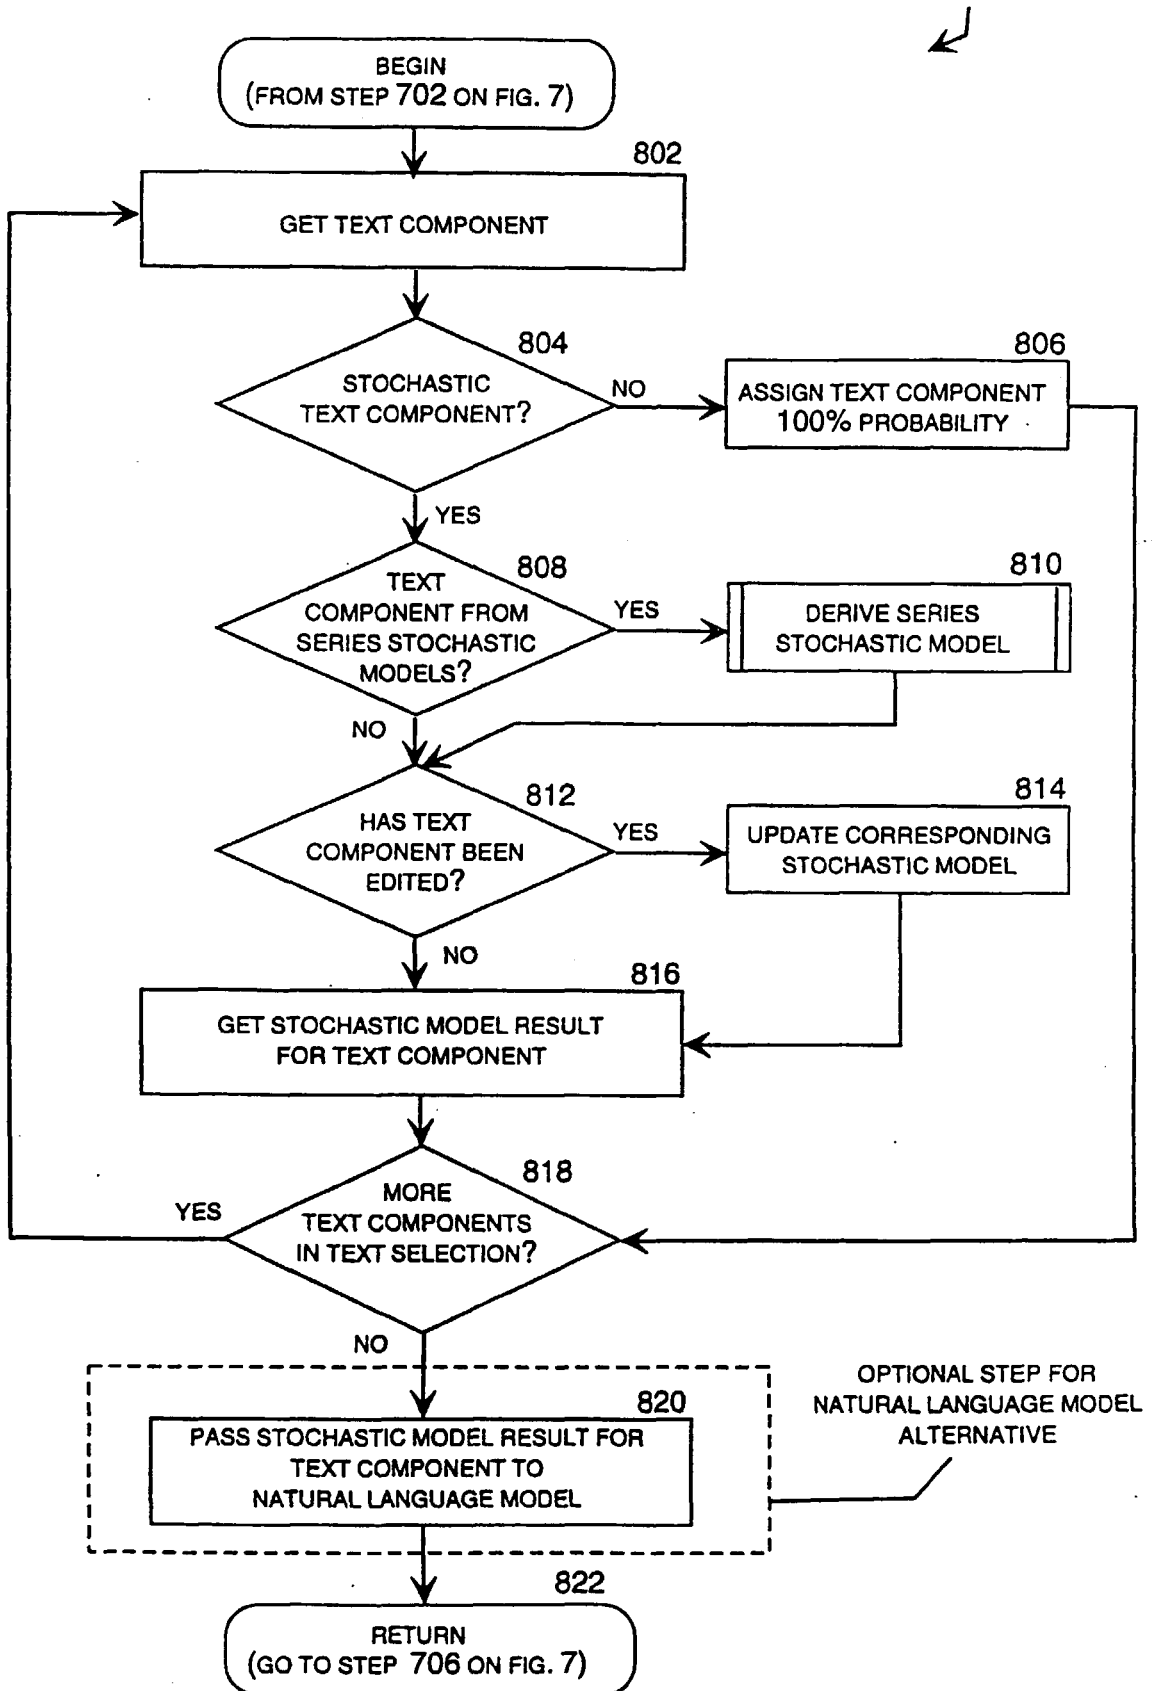 BEGIN
(FROM STEP 702 ON FIG. 7)
802
GET TEXT COMPONENT
804
STOCHASTIC
TEXT COMPONENT?
NO
806
ASSIGN TEXT COMPONENT
100% PROBABILITY
YES
808
TEXT
COMPONENT FROM
SERIES STOCHASTIC
MODELS?
YES
810
DERIVE SERIES
STOCHASTIC MODEL
NO
812
HAS TEXT
COMPONENT BEEN
EDITED?
YES
814
UPDATE CORRESPONDING
STOCHASTIC MODEL
NO
816
GET STOCHASTIC MODEL RESULT
FOR TEXT COMPONENT
818
MORE
TEXT COMPONENTS
IN TEXT SELECTION?
YES
NO
820
PASS STOCHASTIC MODEL RESULT FOR
TEXT COMPONENT TO
NATURAL LANGUAGE MODEL
OPTIONAL STEP FOR
NATURAL LANGUAGE MODEL
ALTERNATIVE
822
RETURN
(GO TO STEP 706 ON FIG. 7)